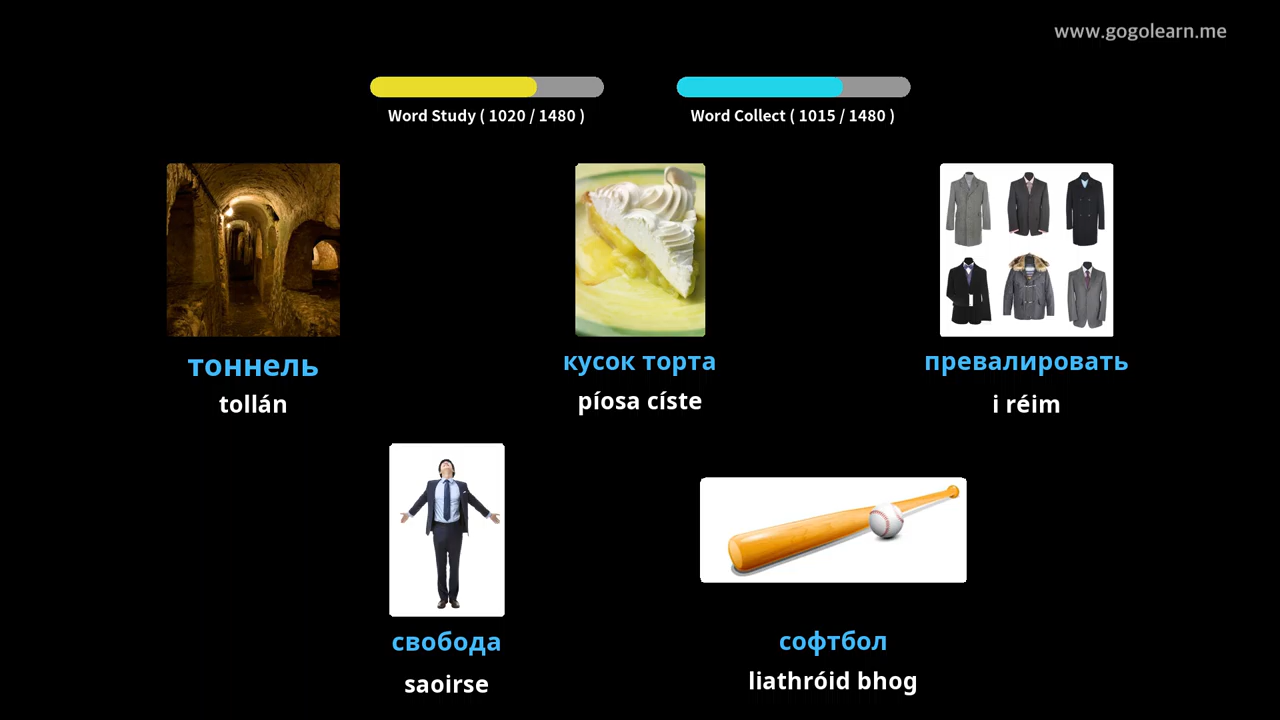 www.gogolearn.me
Word Study ( 1020 / 1480 )
Word Collect ( 1015 / 1480 )
тоннель
tollán
кусок торта
píosa císte
превалировать
i réim
свобода
saoirse
софтбол
liathróid bhog